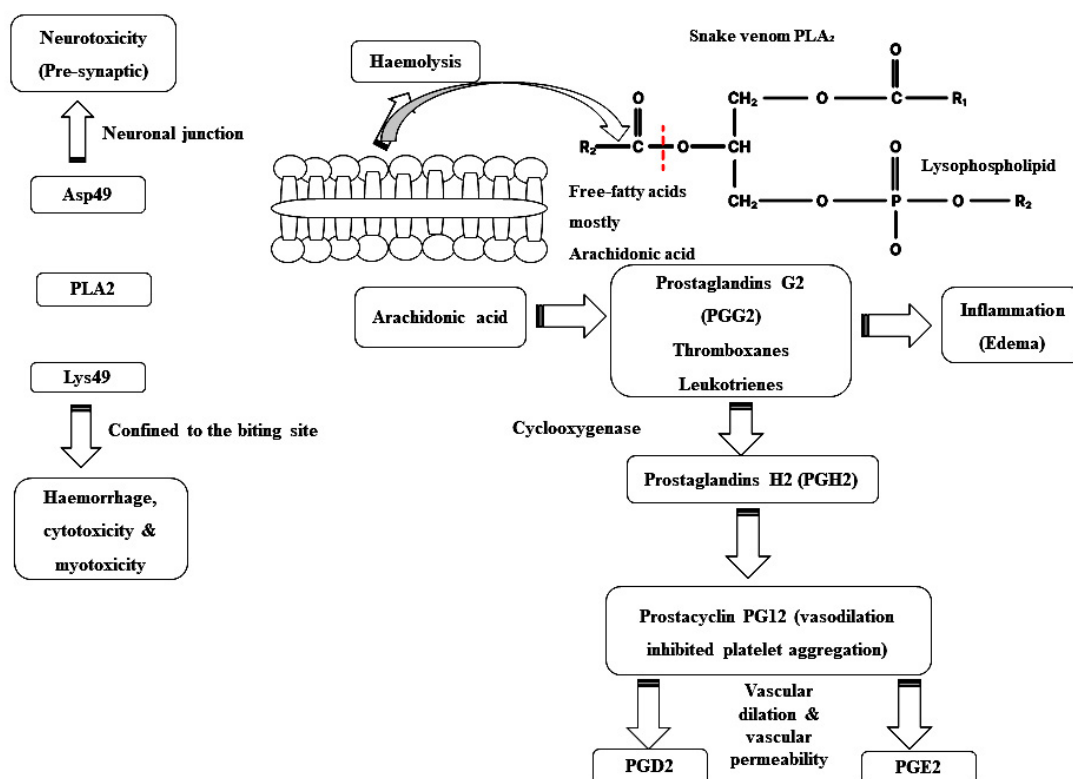 Neurotoxicity
(Pre-synaptic)
Neuronal junction
Asp49
PLA2
Lys49
Confined to the biting site
Haemorrhage,
cytotoxicity &
myotoxicity
Haemolysis
Snake venom PLA₂
O
O
CH₂ O C R₁
R₂ C O CH
O
Lysophospholipid
CH₂ O P O R₂
O
Free-fatty acids
mostly
Arachidonic acid
Arachidonic acid
Prostaglandins G2
(PGG2)
Thromboxanes
Leukotrienes
Inflammation
(Edema)
Cyclooxygenase
Prostaglandins H2 (PGH2)
Prostacyclin PG12 (vasodilation
inhibited platelet aggregation)
Vascular
dilation &
vascular
permeability
PGD2
PGE2